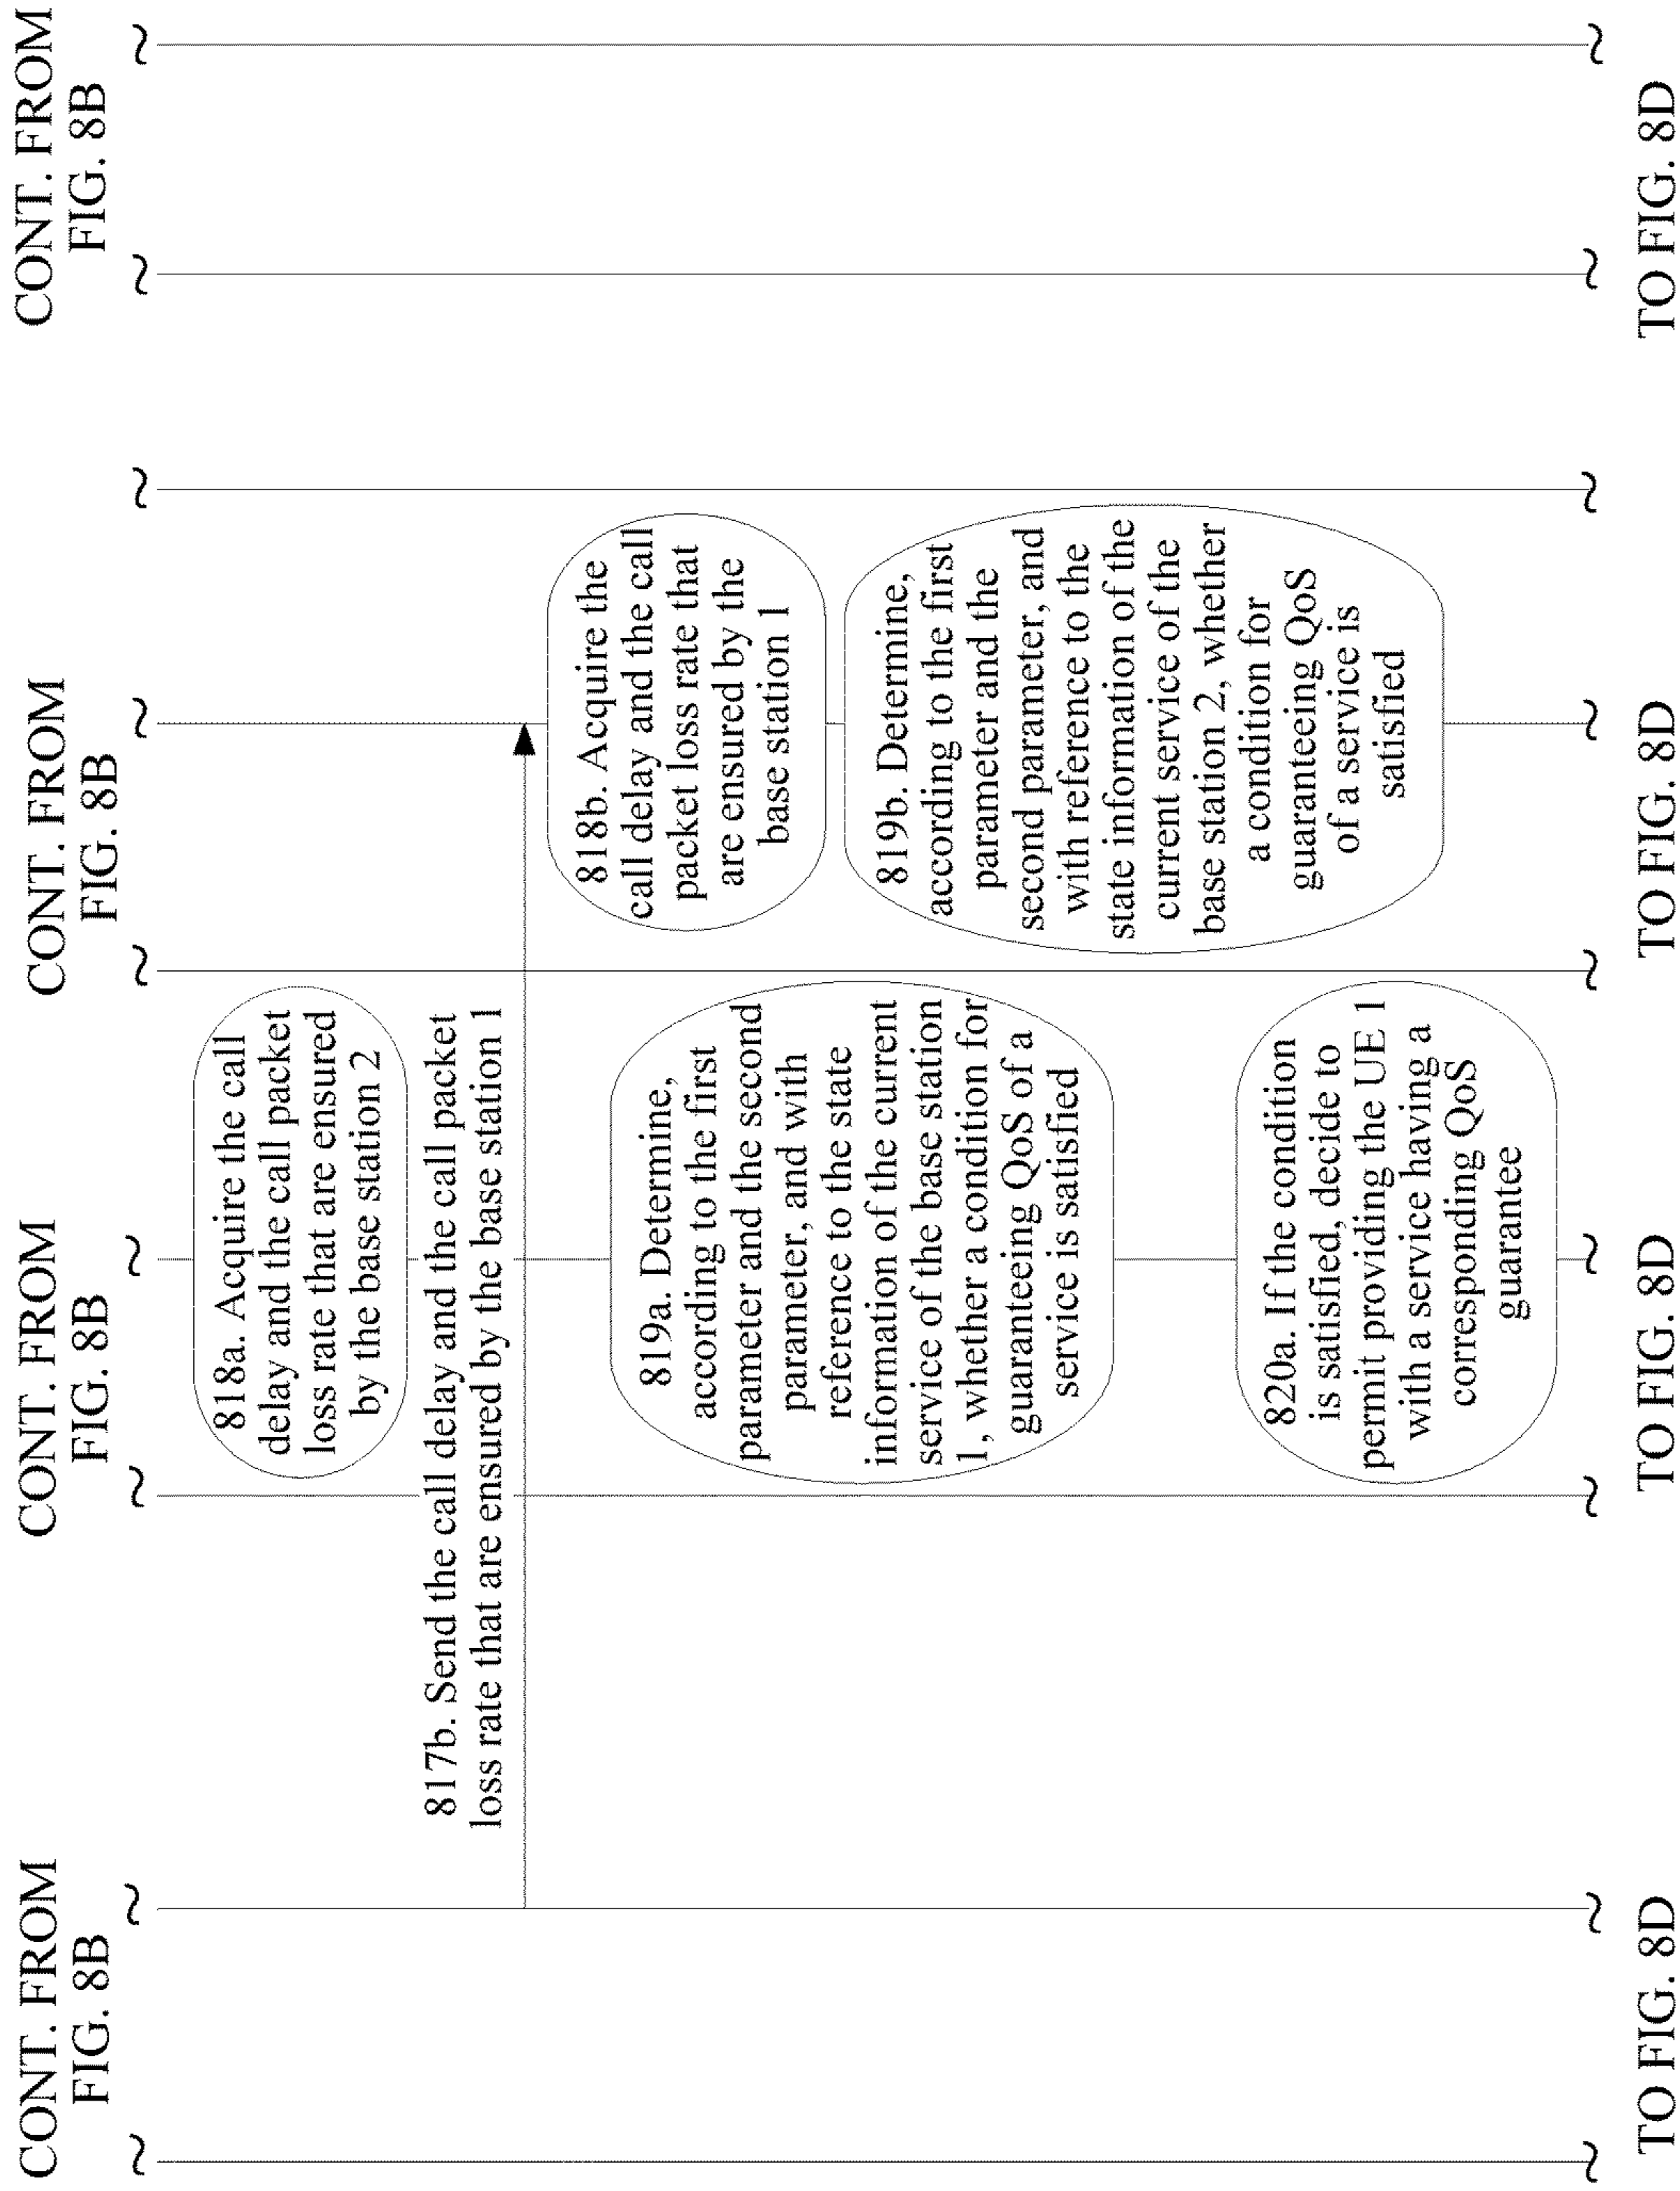 CONT. FROM
FIG. 8B
CONT. FROM
FIG. 8B
CONT. FROM
FIG. 8B
CONT. FROM
FIG. 8B
818a. Acquire the call
delay and the call packet
loss rate that are ensured
by the base station 2
817b. Send the call delay and the call packet
loss rate that are ensured by the base station 1
818b. Acquire the
call delay and the call
packet loss rate that
are ensured by the
base station 1
819a. Determine,
according to the first
parameter and the second
parameter, and with
reference to the state
information of the current
service of the base station
1, whether a condition for
guaranteeing QoS of a
service is satisfied
819b. Determine,
according to the first
parameter and the
second parameter, and
with reference to the
state information of the
current service of the
base station 2, whether
a condition for
guaranteeing QoS
of a service is
satisfied
820a. If the condition
is satisfied, decide to
permit providing the UE 1
with a service having a
corresponding QoS
guarantee
TO FIG. 8D
TO FIG. 8D
TO FIG. 8D
TO FIG. 8D